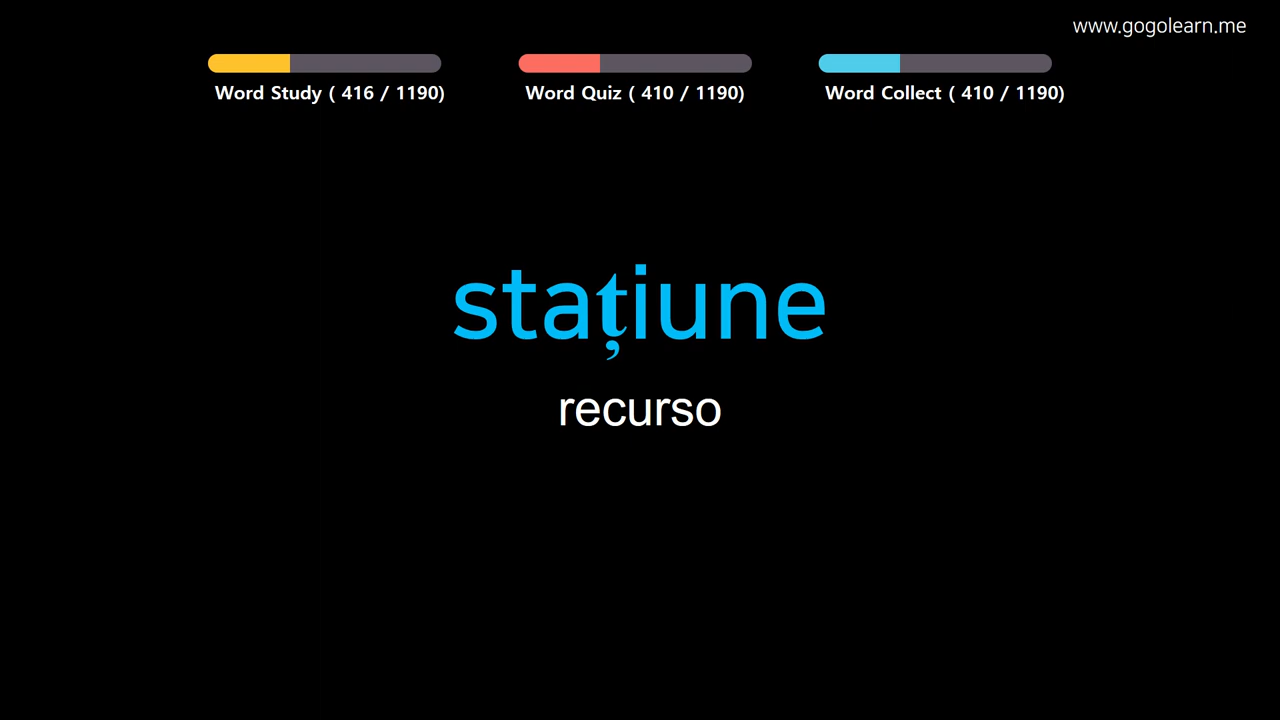 www.gogolearn.me
Word Study ( 416 / 1190)
Word Quiz ( 410 / 1190)
Word Collect ( 410 / 1190)
stațiune
recurso